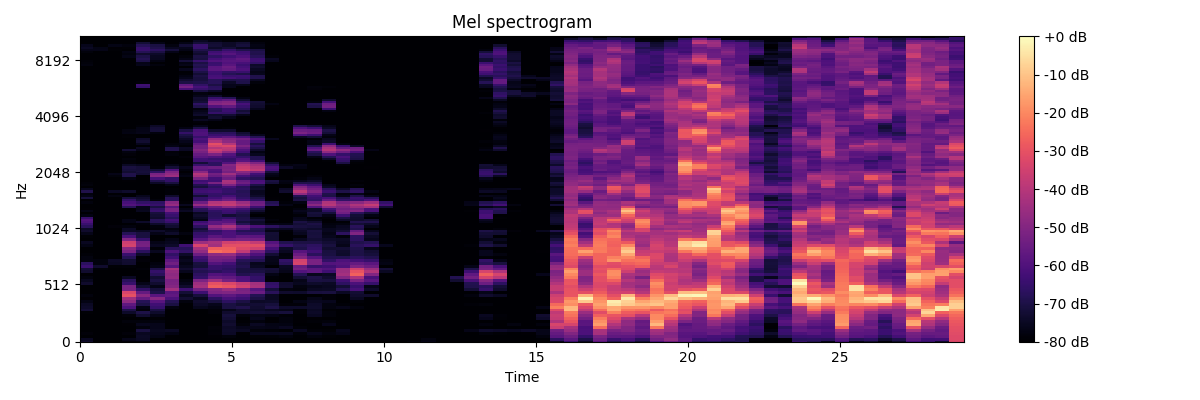 Mel spectrogram
8192
4096
2048
1024
512
0
Hz
0 5 10 15 20 25
Time
+0 dB
-10 dB
-20 dB
-30 dB
-40 dB
-50 dB
-60 dB
-70 dB
-80 dB